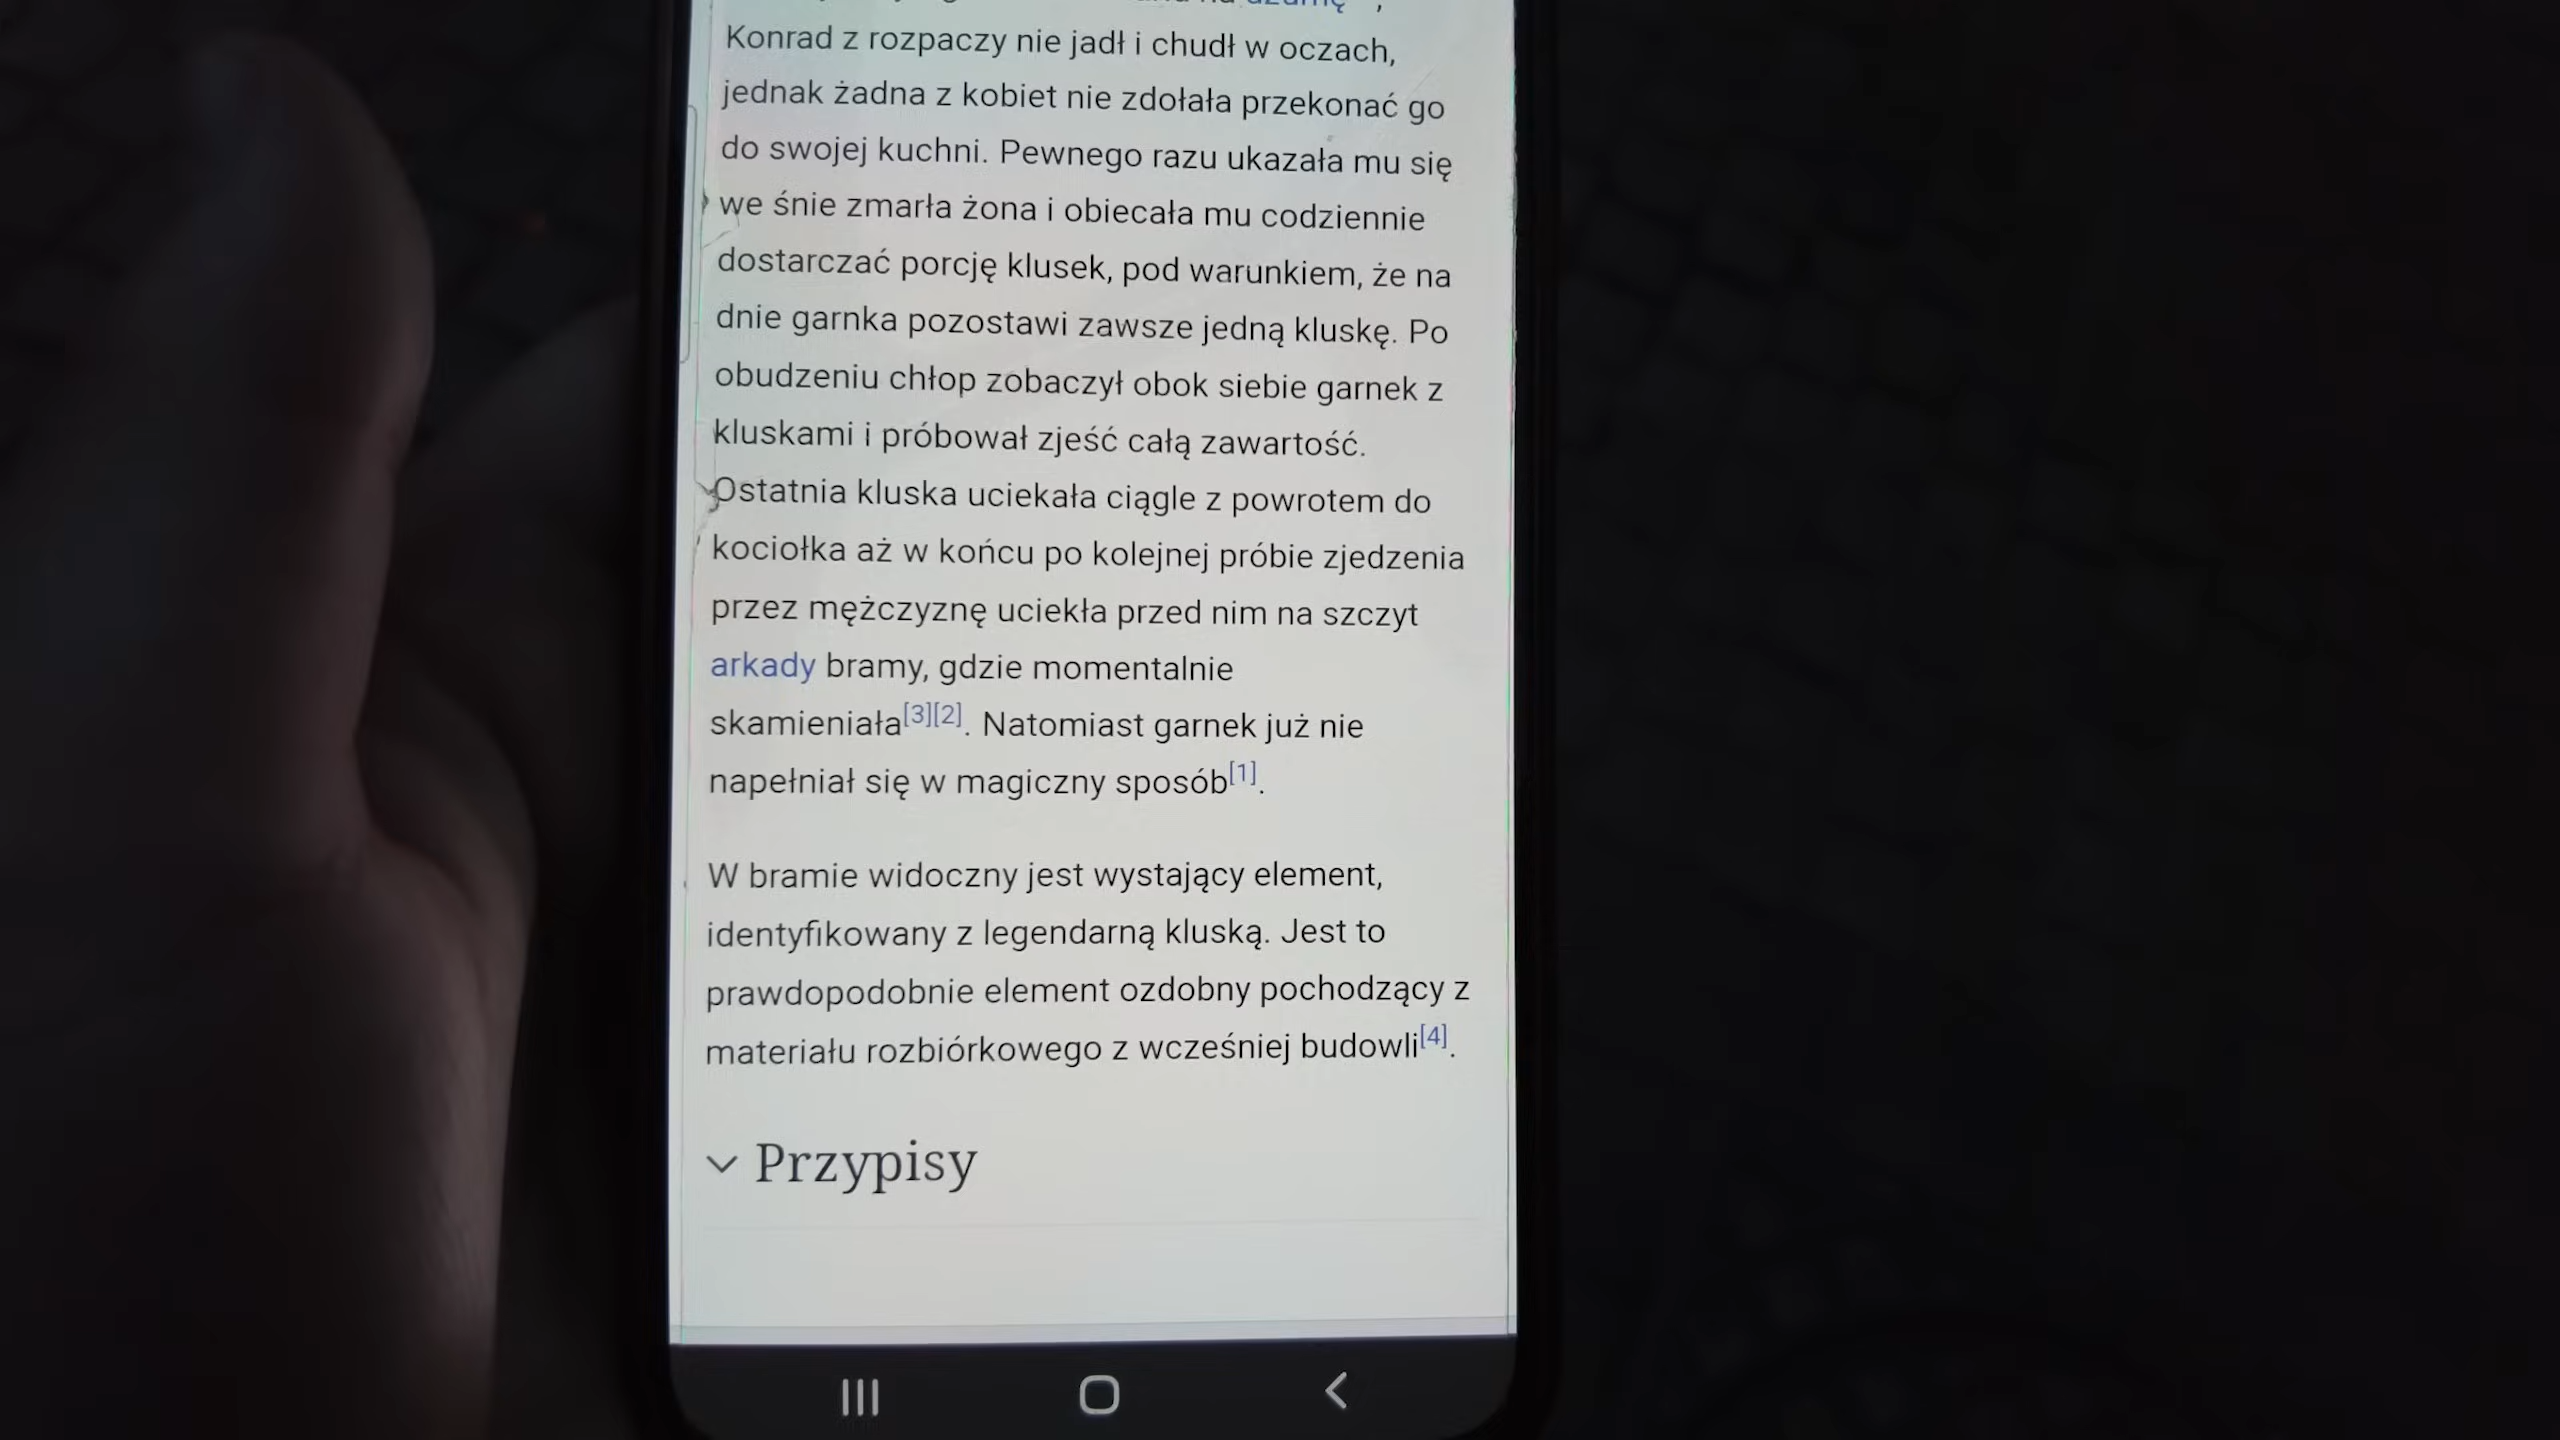 Konrad z rozpaczy nie jadł i chudł w oczach,
jednak żadna z kobiet nie zdołała przekonać go
do swojej kuchni. Pewnego razu ukazała mu się
we śnie zmarła żona i obiecała mu codziennie
dostarczać porcję klusek, pod warunkiem, że na
dnie garnka pozostawi zawsze jedną kluskę. Po
obudzeniu chłop zobaczył obok siebie garnek z
kluskami i próbował zjeść całą zawartość.
Ostatnia kluska uciekała ciągle z powrotem do
kociołka aż w końcu po kolejnej próbie zjedzenia
przez mężczyznę uciekła przed nim na szczyt
arkady bramy, gdzie momentalnie
skamieniała[3][2]. Natomiast garnek już nie
napełniał się w magiczny sposób[1].
W bramie widoczny jest wystający element,
identyfikowany z legendarną kluską. Jest to
prawdopodobnie element ozdobny pochodzący z
materiału rozbiórkowego z wcześniej budowli[4].
Przypisy